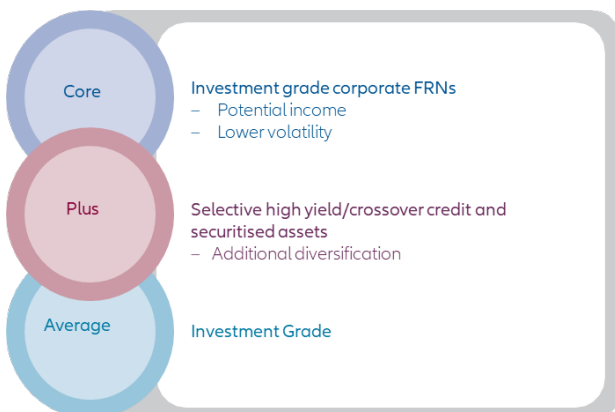 Core
Investment grade corporate FRNs
– Potential income
– Lower volatility
Plus
Selective high yield/crossover credit and
securitised assets
– Additional diversification
Average
Investment Grade